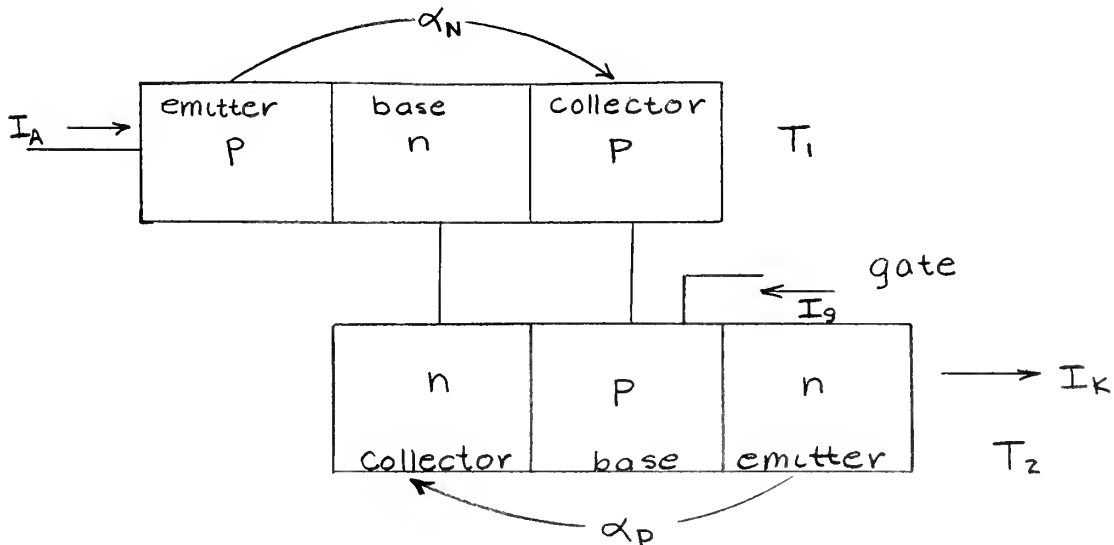 α_N
emitter base collector
I_A p n p T_1
gate
I_g
n p n I_K
collector base emitter T_2
α_P